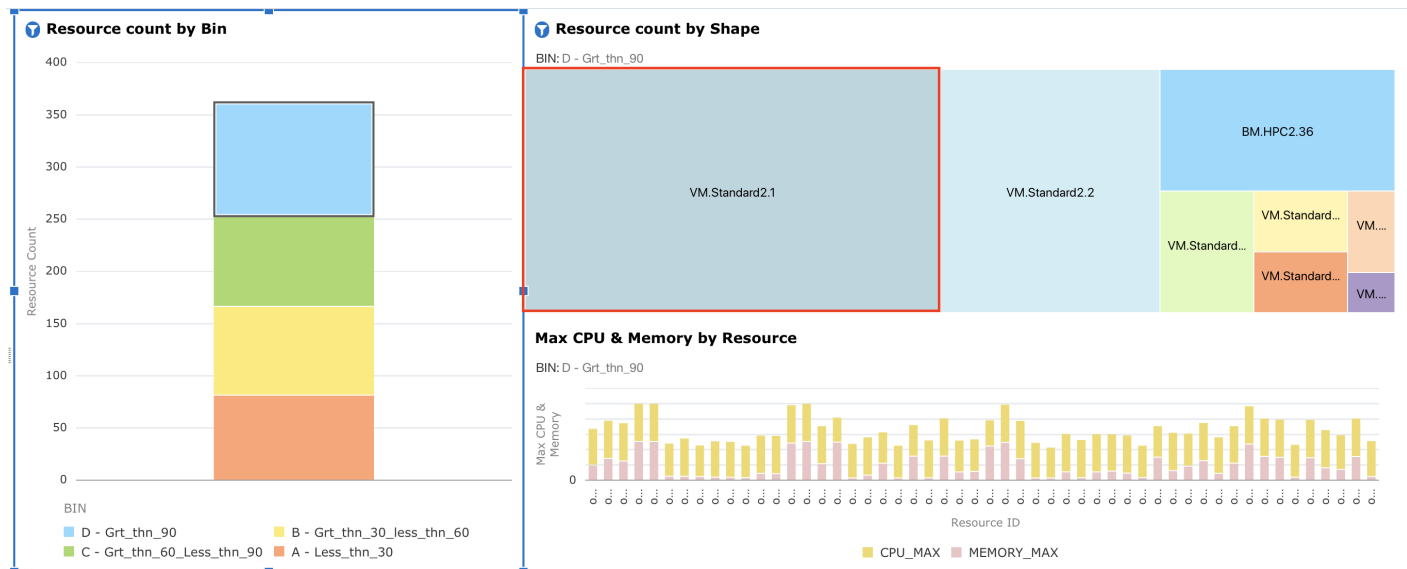 Resource count by Bin
400
350
300
250
200
150
100
50
0
Resource Count
BIN
D - Grt_thn_90
B - Grt_thn_30_less_thn_60
C - Grt_thn_60_Less_thn_90
A - Less_thn_30
Resource count by Shape
BIN: D - Grt_thn_90
VM.Standard2.1
VM.Standard2.2
BM.HPC2.36
VM.Standard...
VM.Standard...
VM.Standard...
VM....
VM....
Max CPU & Memory by Resource
BIN: D - Grt_thn_90
Max CPU &
Memory
0
o... o... o... o... o... o... o... o... o... o... o... o... o... o... o... o... o... o... o... o... o... o... o... o... o... o... o... o... o... o... o... o... o... o... o... o... o... o... o... o... o... o... o... o... o... o... o... o... o... o... o... o...
Resource ID
CPU_MAX
MEMORY_MAX